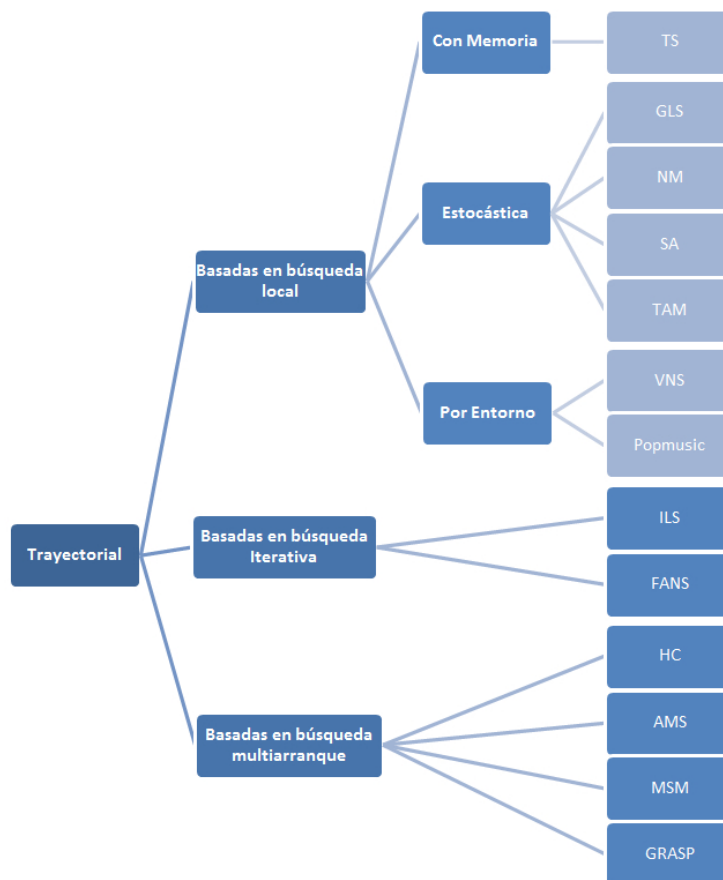 Trayectorial
Basadas en búsqueda
local
Con Memoria
TS
Estocástica
GLS
NM
SA
TAM
Por Entorno
VNS
Popmusic
Basadas en búsqueda
Iterativa
ILS
FANS
Basadas en búsqueda
multiarranque
HC
AMS
MSM
GRASP